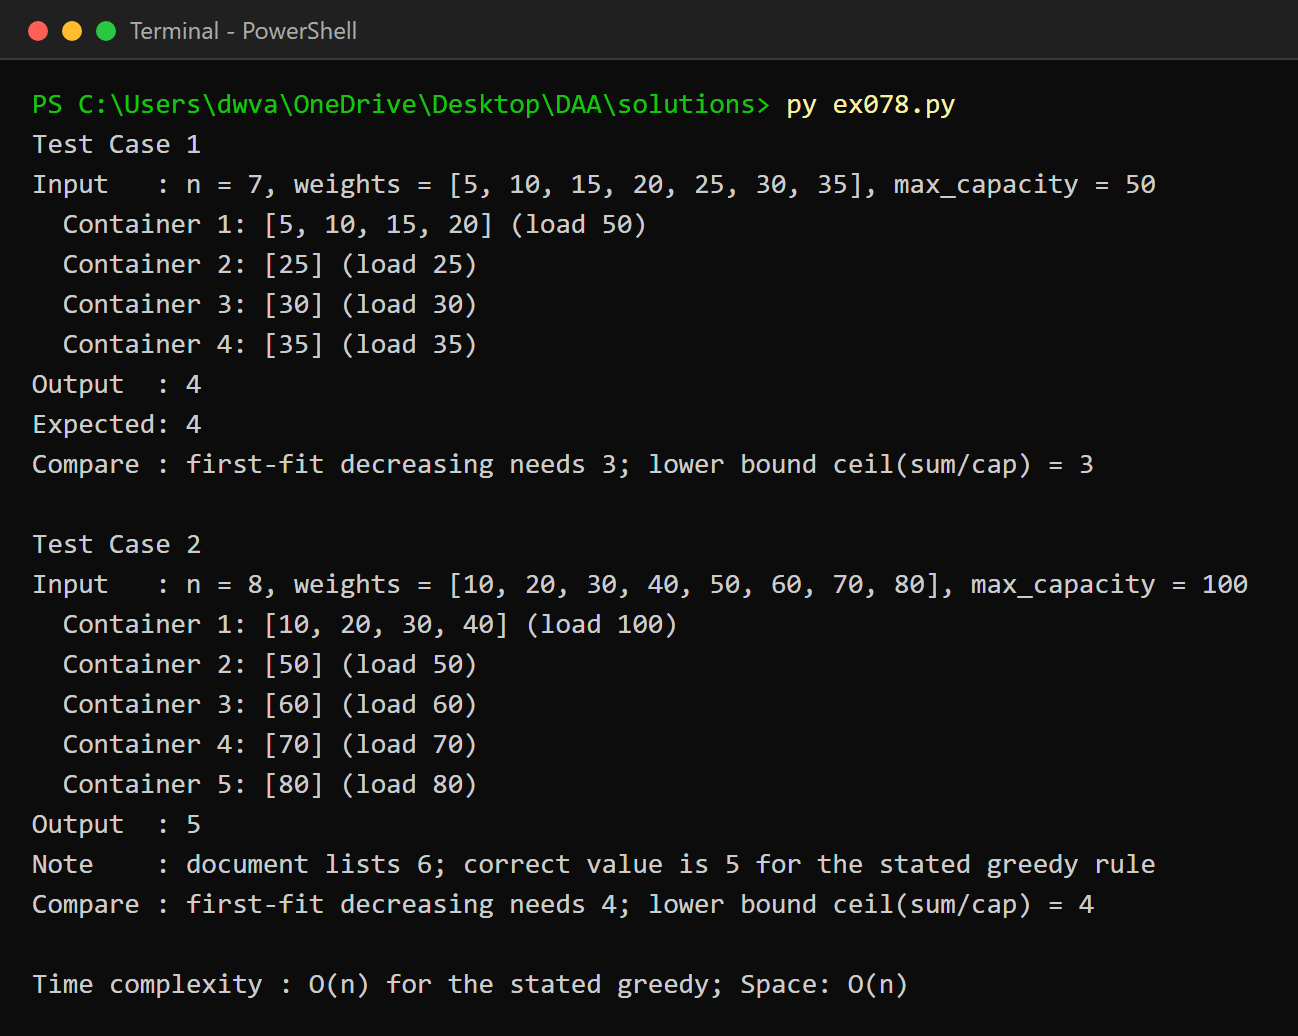 Terminal - PowerShell
PS C:\Users\dwva\OneDrive\Desktop\DAA\solutions> py ex078.py
Test Case 1
Input   : n = 7, weights = [5, 10, 15, 20, 25, 30, 35], max_capacity = 50
  Container 1: [5, 10, 15, 20] (load 50)
  Container 2: [25] (load 25)
  Container 3: [30] (load 30)
  Container 4: [35] (load 35)
Output  : 4
Expected: 4
Compare : first-fit decreasing needs 3; lower bound ceil(sum/cap) = 3

Test Case 2
Input   : n = 8, weights = [10, 20, 30, 40, 50, 60, 70, 80], max_capacity = 100
  Container 1: [10, 20, 30, 40] (load 100)
  Container 2: [50] (load 50)
  Container 3: [60] (load 60)
  Container 4: [70] (load 70)
  Container 5: [80] (load 80)
Output  : 5
Note    : document lists 6; correct value is 5 for the stated greedy rule
Compare : first-fit decreasing needs 4; lower bound ceil(sum/cap) = 4

Time complexity : O(n) for the stated greedy; Space: O(n)